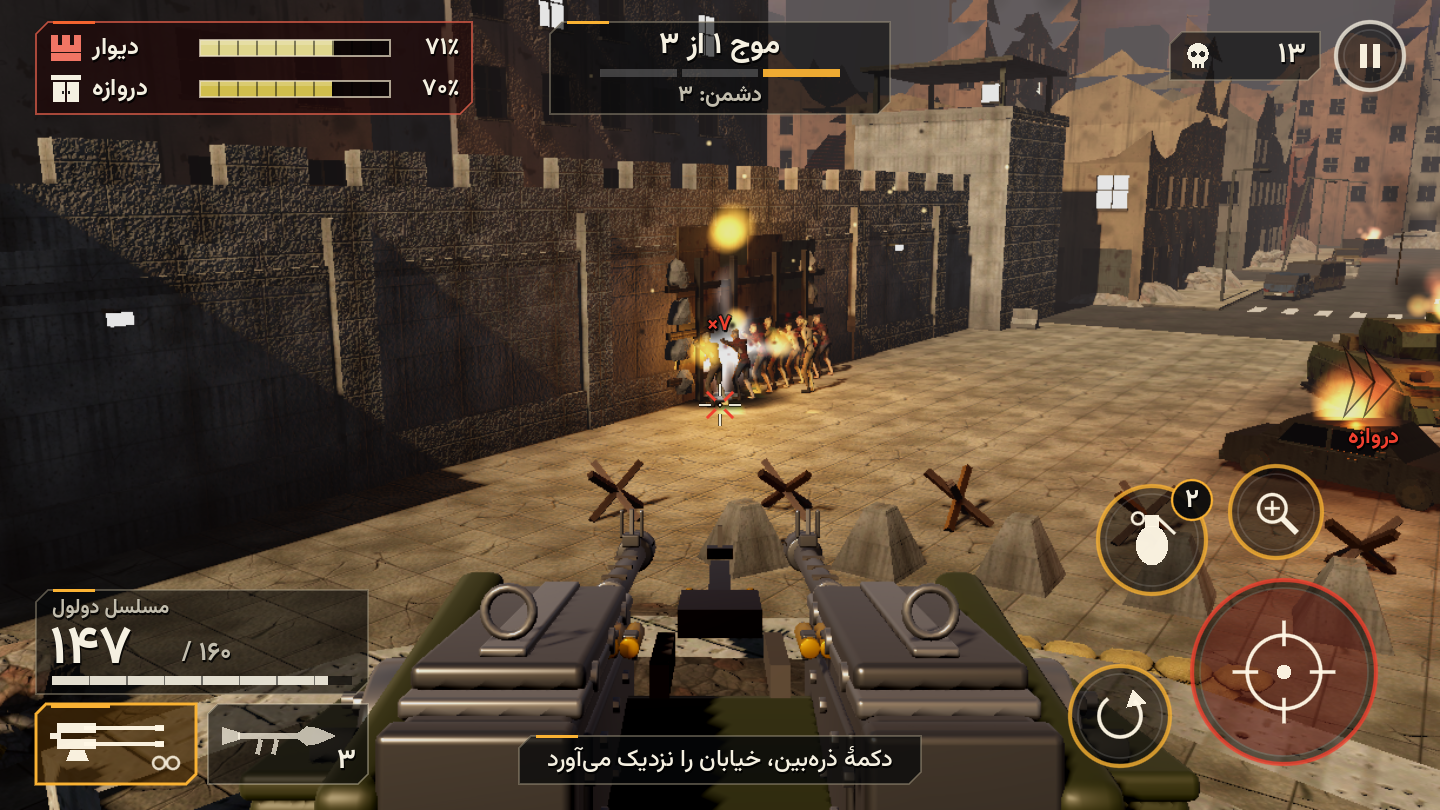 دیوار ۷۱٪
دروازه ۷۰٪
موج ۱ از ۳
دشمن: ۳
۱۳
×۷
دروازه
۲
مسلسل دولول
۱۴۷ / ۱۶۰
∞
۳
دکمهٔ ذره‌بین، خیابان را نزدیک می‌آورد